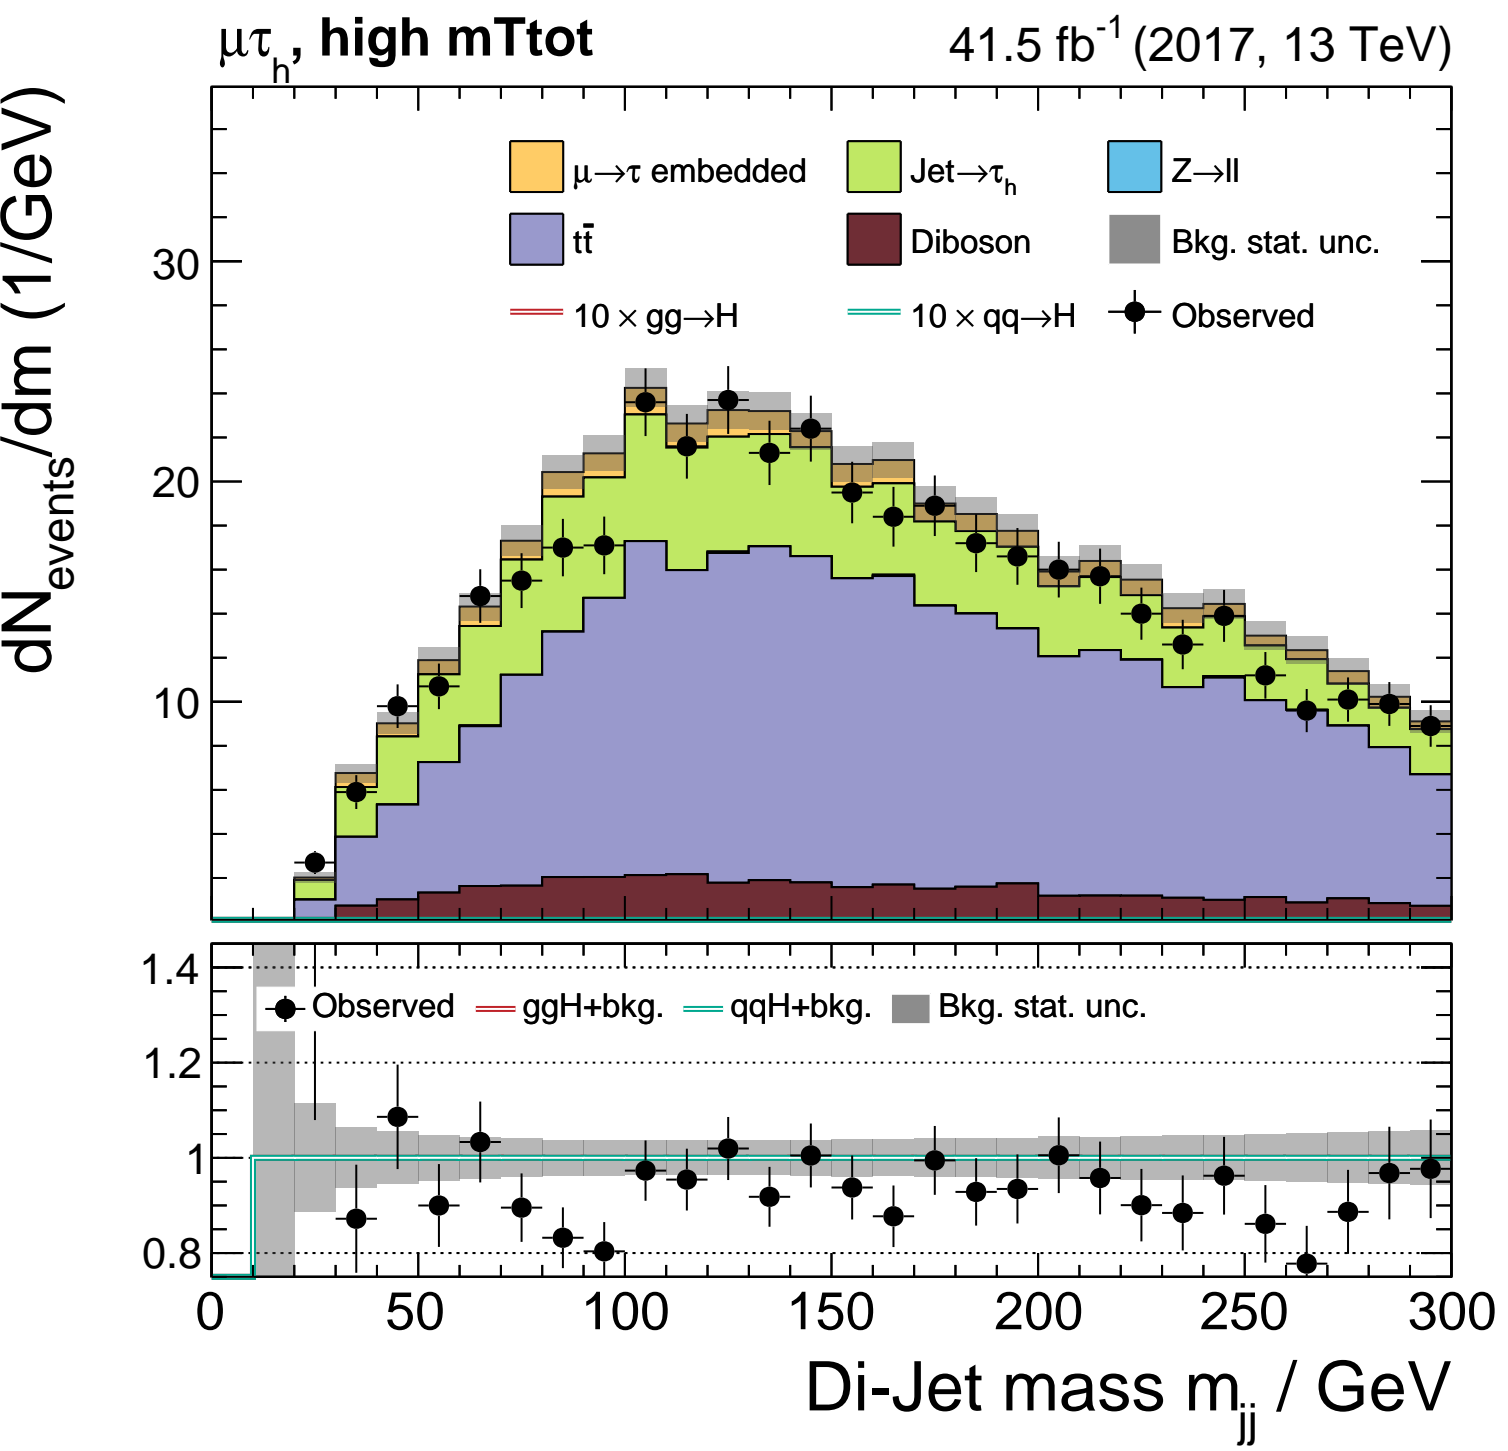 μτh, high mTtot 41.5 fb-1 (2017, 13 TeV)
dNevents/dm (1/GeV)
μ→τ embedded Jet→τh Z→ll
tt̄ Diboson Bkg. stat. unc.
10 × gg→H 10 × qq→H Observed
30
20
10
1.4
Observed ggH+bkg. qqH+bkg. Bkg. stat. unc.
1.2
1
0.8
0 50 100 150 200 250 300
Di-Jet mass mjj / GeV